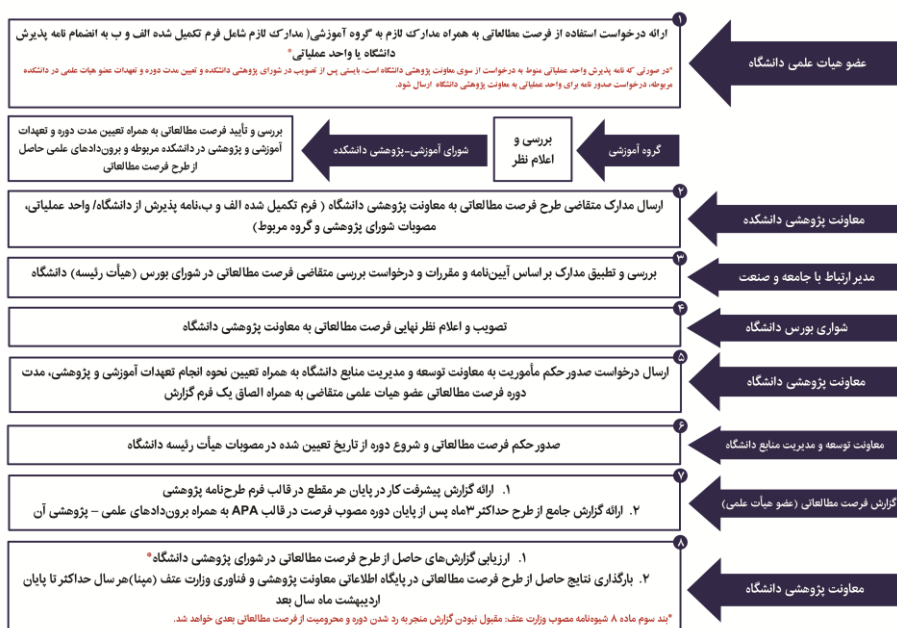 ۱
ارائه درخواست استفاده از فرصت مطالعاتی به همراه مدارک لازم به گروه آموزشی( مدارک لازم شامل فرم تکمیل شده الف و ب به انضمام نامه پذیرش
دانشگاه یا واحد عملیاتی*
*در صورتی که نامه پذیرش واحد عملیاتی منوط به درخواست از سوی معاونت پژوهشی دانشگاه است، بایستی پس از تصویب در شورای پژوهشی دانشکده و تعیین مدت دوره و تعهدات عضو هیات علمی در دانشکده
مربوطه، درخواست صدور نامه برای واحد عملیاتی به معاونت پژوهشی دانشگاه ارسال شود.
عضو هیات علمی دانشگاه
گروه آموزشی
بررسی و
اعلام نظر
شورای آموزشی-پژوهشی دانشکده
بررسی و تأیید فرصت مطالعاتی به همراه تعیین مدت دوره و تعهدات
آموزشی و پژوهشی در دانشکده مربوطه و برون‌دادهای علمی حاصل
از طرح فرصت مطالعاتی
۲
ارسال مدارک متقاضی طرح فرصت مطالعاتی به معاونت پژوهشی دانشگاه ( فرم تکمیل شده الف و ب،نامه پذیرش از دانشگاه/ واحد عملیاتی،
مصوبات شورای پژوهشی و گروه مربوط)
معاونت پژوهشی دانشکده
۳
بررسی و تطبیق مدارک بر اساس آیین‌نامه و مقررات و درخواست بررسی متقاضی فرصت مطالعاتی در شورای بورس (هیأت رئیسه) دانشگاه
مدیر ارتباط با جامعه و صنعت
۴
تصویب و اعلام نظر نهایی فرصت مطالعاتی به معاونت پژوهشی دانشگاه
شواری بورس دانشگاه
۵
ارسال درخواست صدور حکم مأموریت به معاونت توسعه و مدیریت منابع دانشگاه به همراه تعیین نحوه انجام تعهدات آموزشی و پژوهشی، مدت
دوره فرصت مطالعاتی عضو هیات علمی متقاضی به همراه الصاق یک فرم گزارش
معاونت پژوهشی دانشگاه
۶
صدور حکم فرصت مطالعاتی و شروع دوره از تاریخ تعیین شده در مصوبات هیأت رئیسه دانشگاه
معاونت توسعه و مدیریت منابع دانشگاه
۷
۱. ارائه گزارش پیشرفت کار در پایان هر مقطع در قالب فرم طرح‌نامه پژوهشی
۲. ارائه گزارش جامع از طرح حداکثر ۳ماه پس از پایان دوره مصوب فرصت در قالب APA به همراه برون‌دادهای علمی – پژوهشی آن
گزارش فرصت مطالعاتی (عضو هیأت علمی)
۸
۱. ارزیابی گزارش‌های حاصل از طرح فرصت مطالعاتی در شورای پژوهشی دانشگاه*
۲. بارگذاری نتایج حاصل از طرح فرصت مطالعاتی در پایگاه اطلاعاتی معاونت پژوهشی و فناوری وزارت عتف (مپنا)هر سال حداکثر تا پایان
اردیبهشت ماه سال بعد
*بند سوم ماده ۸ شیوه‌نامه مصوب وزارت عتف: مقبول نبودن گزارش منجر به رد شدن دوره و محرومیت از فرصت مطالعاتی بعدی خواهد شد.
معاونت پژوهشی دانشگاه